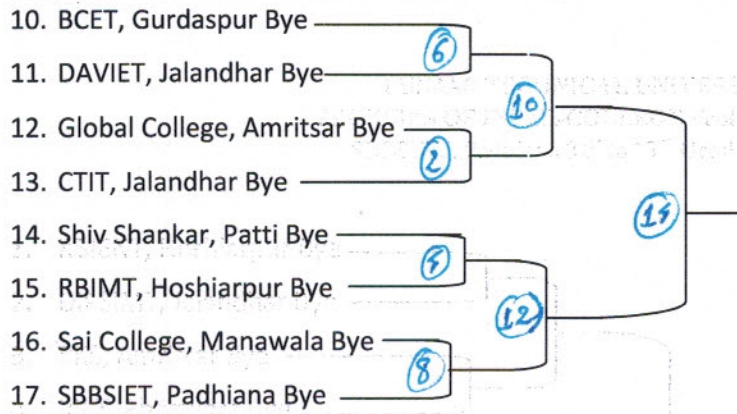 10. BCET, Gurdaspur Bye
6
11. DAVIET, Jalandhar Bye
10
12. Global College, Amritsar Bye
2
13. CTIT, Jalandhar Bye
14. Shiv Shankar, Patti Bye
15
5
15. RBIMT, Hoshiarpur Bye
12
16. Sai College, Manawala Bye
8
17. SBBSIET, Padhiana Bye